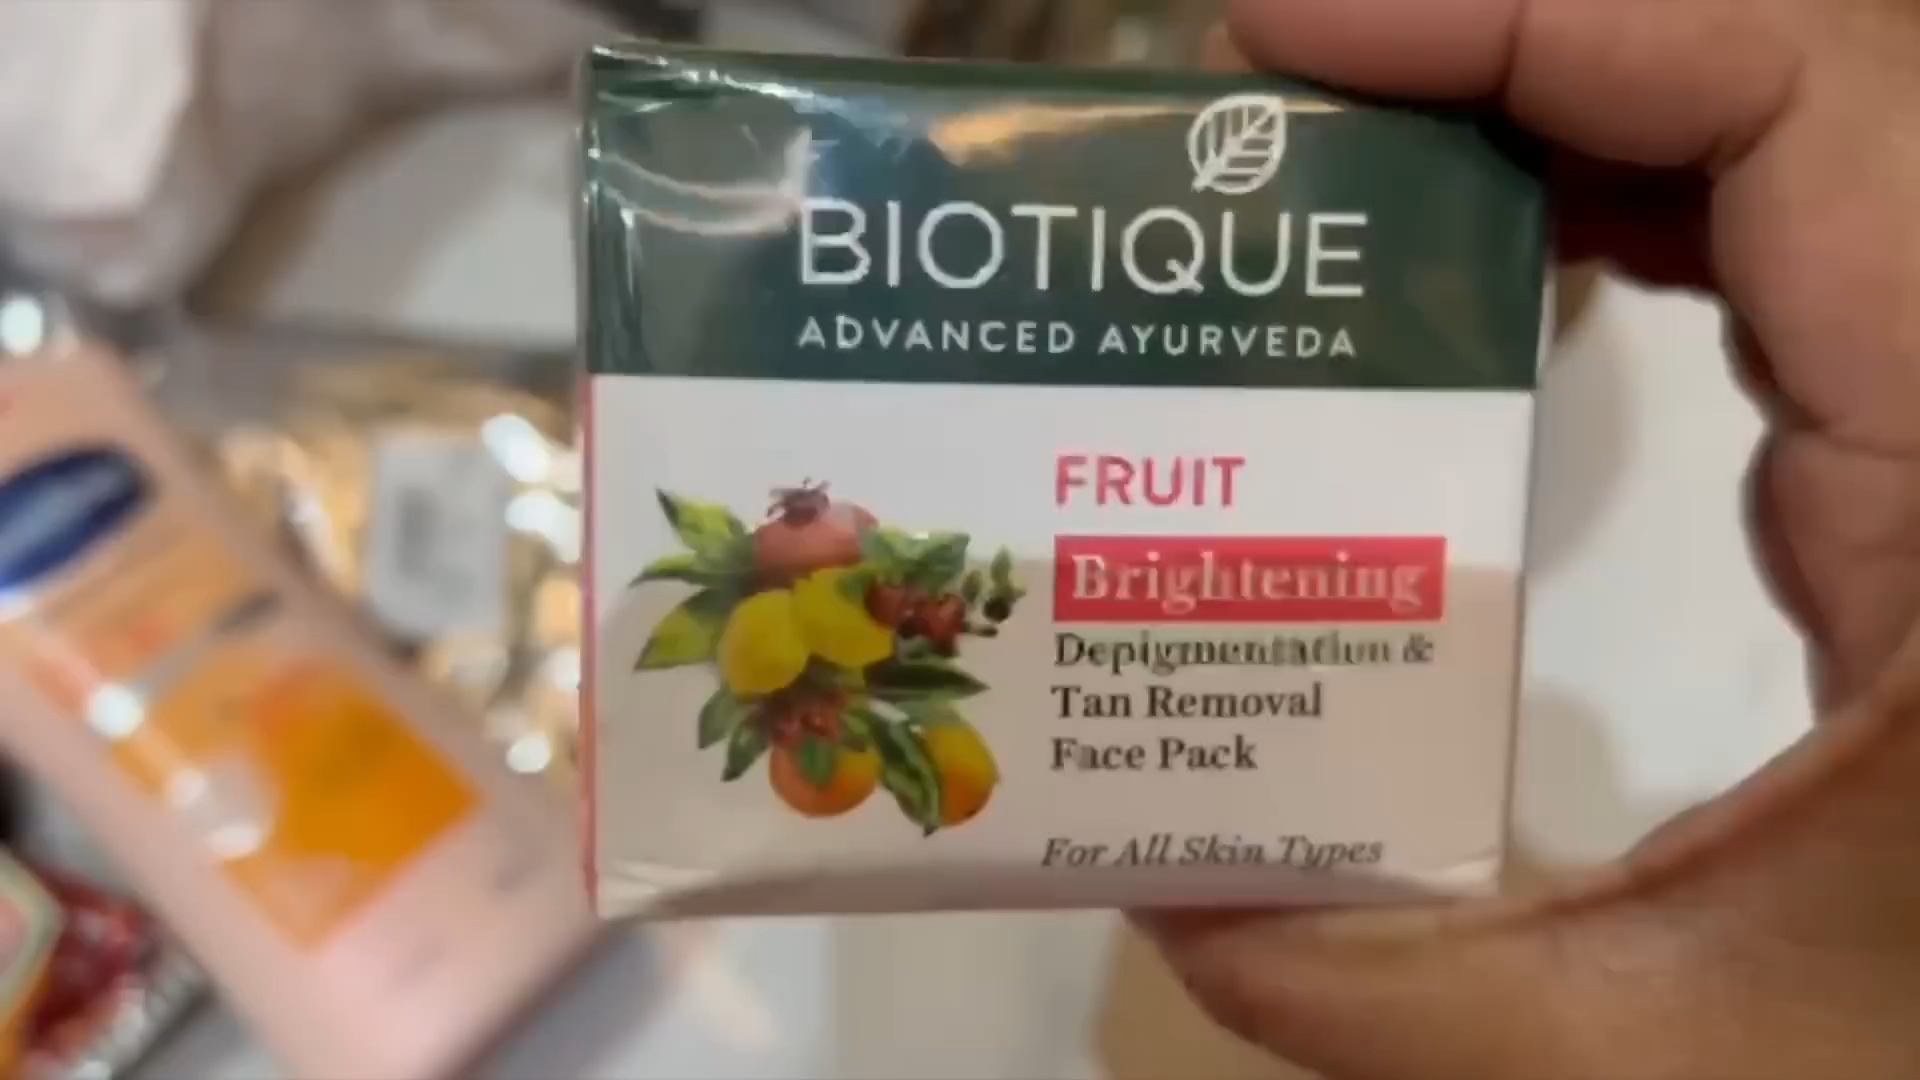 BIOTIQUE
ADVANCED AYURVEDA
FRUIT
Brightening
Depigmentation &
Tan Removal
Face Pack
For All Skin Types